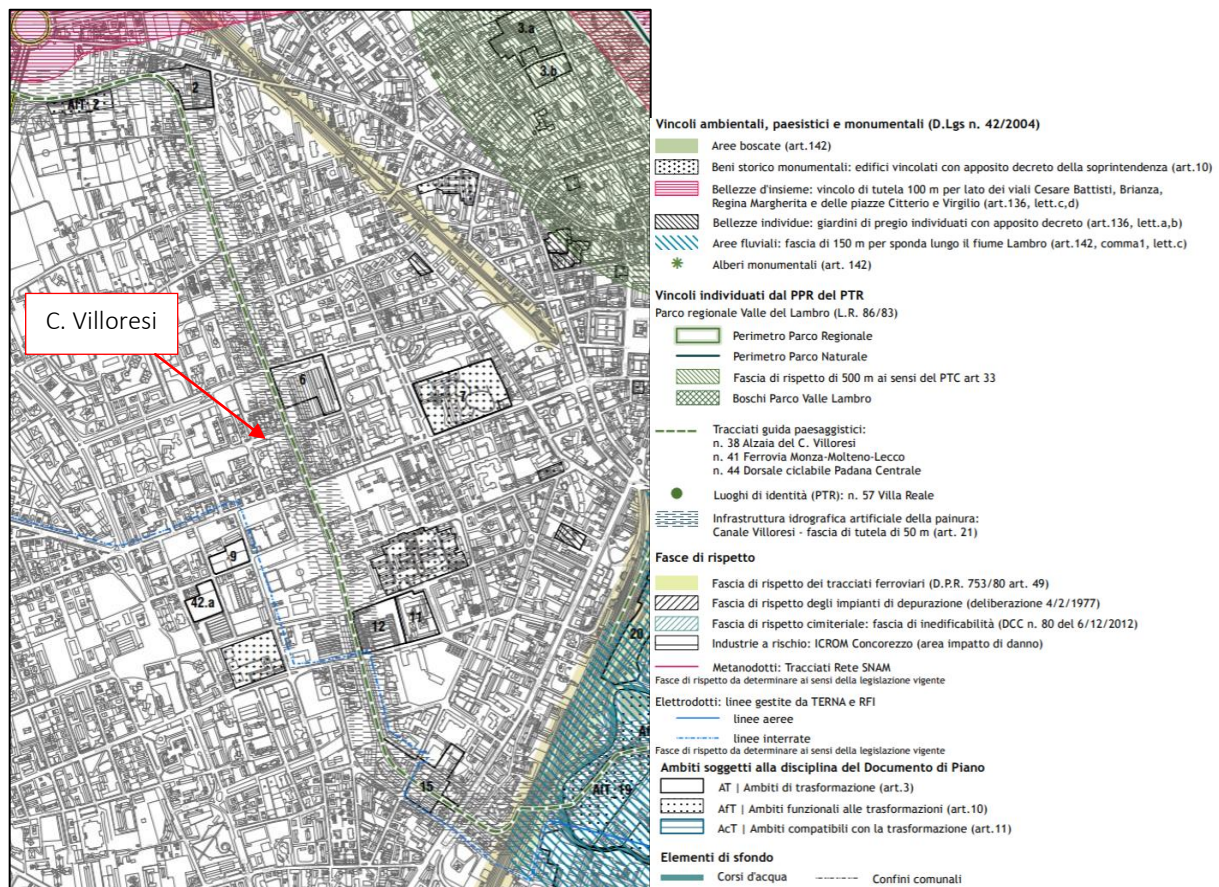 3.a
3.b
2
AfT_2
C. Villoresi
6
7
9
42.a
12
11
20
15
AfT_19
Vincoli ambientali, paesistici e monumentali (D.Lgs n. 42/2004)
Aree boscate (art.142)
Beni storico monumentali: edifici vincolati con apposito decreto della soprintendenza (art.10)
Bellezze d'insieme: vincolo di tutela 100 m per lato dei viali Cesare Battisti, Brianza,
Regina Margherita e delle piazze Citterio e Virgilio (art.136, lett.c,d)
Bellezze individue: giardini di pregio individuati con apposito decreto (art.136, lett.a,b)
Aree fluviali: fascia di 150 m per sponda lungo il fiume Lambro (art.142, comma1, lett.c)
Alberi monumentali (art. 142)
Vincoli individuati dal PPR del PTR
Parco regionale Valle del Lambro (L.R. 86/83)
Perimetro Parco Regionale
Perimetro Parco Naturale
Fascia di rispetto di 500 m ai sensi del PTC art 33
Boschi Parco Valle Lambro
Tracciati guida paesaggistici:
n. 38 Alzaia del C. Villoresi
n. 41 Ferrovia Monza-Molteno-Lecco
n. 44 Dorsale ciclabile Padana Centrale
Luoghi di identità (PTR): n. 57 Villa Reale
Infrastruttura idrografica artificiale della painura:
Canale Villoresi - fascia di tutela di 50 m (art. 21)
Fasce di rispetto
Fascia di rispetto dei tracciati ferroviari (D.P.R. 753/80 art. 49)
Fascia di rispetto degli impianti di depurazione (deliberazione 4/2/1977)
Fascia di rispetto cimiteriale: fascia di inedificabilità (DCC n. 80 del 6/12/2012)
Industrie a rischio: ICROM Concorezzo (area impatto di danno)
Metanodotti: Tracciati Rete SNAM
Fasce di rispetto da determinare ai sensi della legislazione vigente
Elettrodotti: linee gestite da TERNA e RFI
linee aeree
linee interrate
Fasce di rispetto da determinare ai sensi della legislazione vigente
Ambiti soggetti alla disciplina del Documento di Piano
AT | Ambiti di trasformazione (art.3)
AfT | Ambiti funzionali alle trasformazioni (art.10)
AcT | Ambiti compatibili con la trasformazione (art.11)
Elementi di sfondo
Corsi d'acqua
Confini comunali